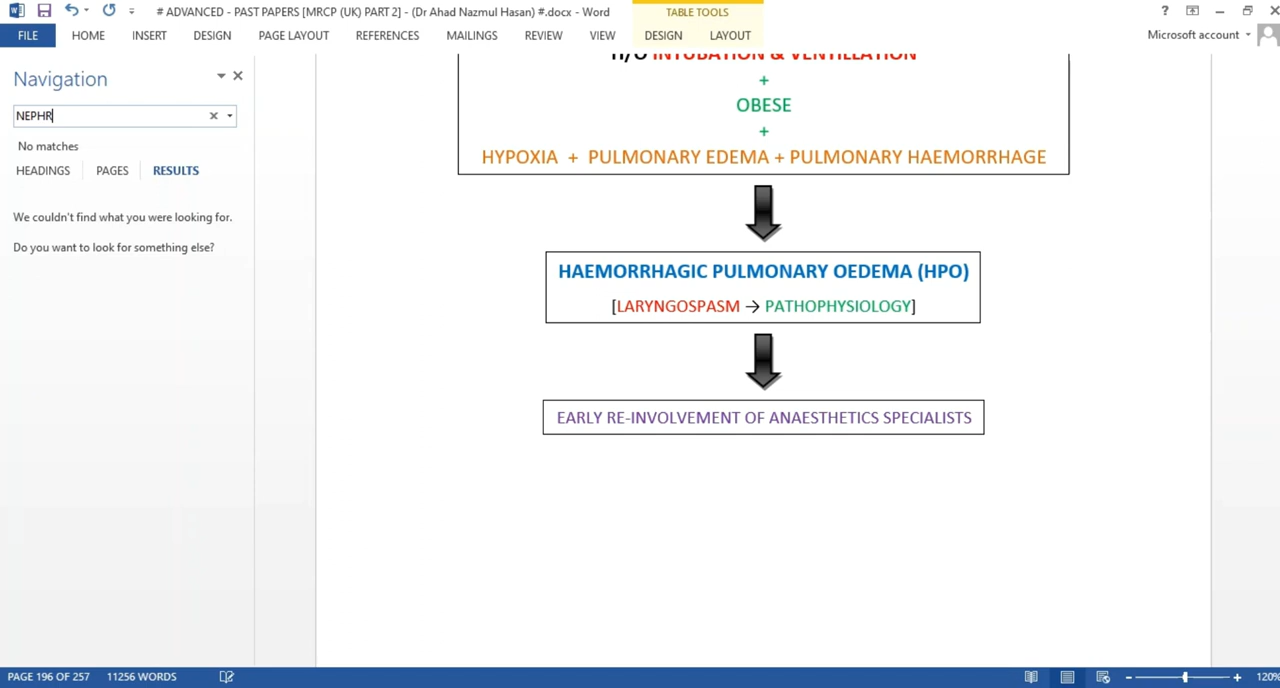 # ADVANCED - PAST PAPERS [MRCP (UK) PART 2] - (Dr Ahad Nazmul Hasan) #.docx - Word
TABLE TOOLS
?
FILE HOME INSERT DESIGN PAGE LAYOUT REFERENCES MAILINGS REVIEW VIEW DESIGN LAYOUT Microsoft account
Navigation
NEPHR
No matches
HEADINGS PAGES RESULTS
We couldn't find what you were looking for.
Do you want to look for something else?
H/O INTUBATION & VENTILLATION
+
OBESE
+
HYPOXIA + PULMONARY EDEMA + PULMONARY HAEMORRHAGE
HAEMORRHAGIC PULMONARY OEDEMA (HPO)
[LARYNGOSPASM → PATHOPHYSIOLOGY]
EARLY RE-INVOLVEMENT OF ANAESTHETICS SPECIALISTS
PAGE 196 OF 257 11256 WORDS 120%